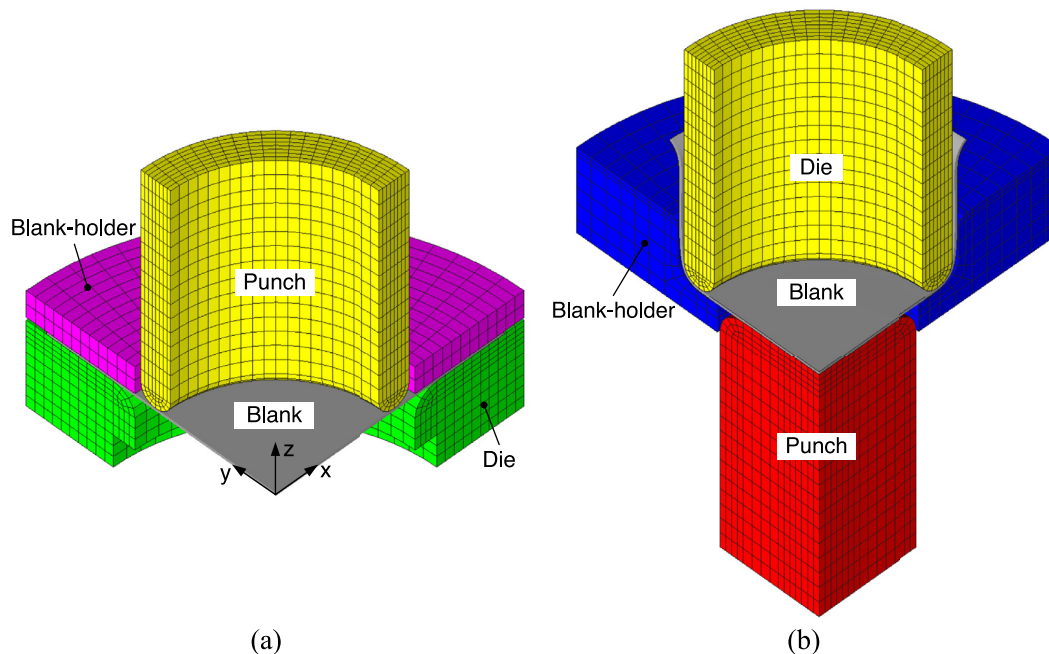 Blank-holder
Punch
Blank
Die
z
y
x
(a)
Die
Blank
Blank-holder
Punch
(b)